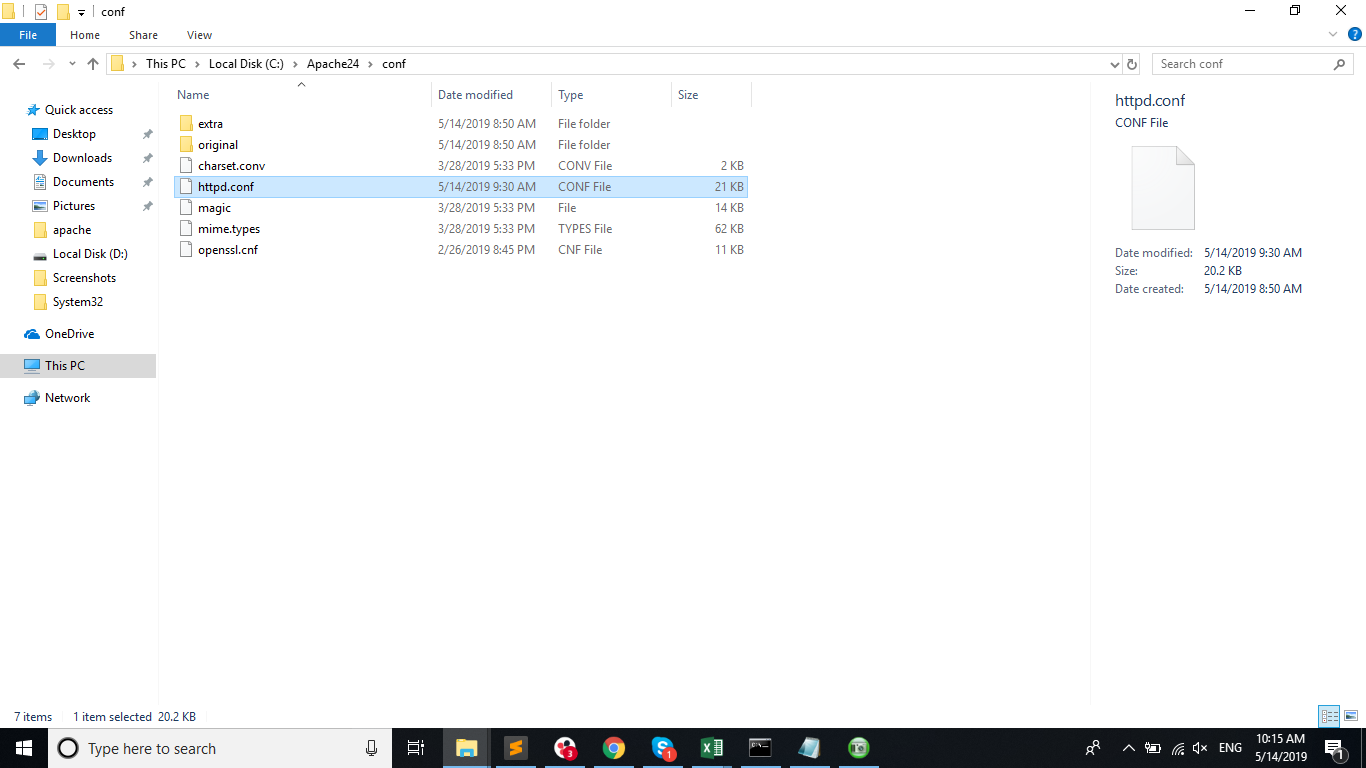 conf
File Home Share View
This PC Local Disk (C:) Apache24 conf Search conf
Quick access
Desktop
Downloads
Documents
Pictures
apache
Local Disk (D:)
Screenshots
System32
OneDrive
This PC
Network
Name Date modified Type Size
extra 5/14/2019 8:50 AM File folder
original 5/14/2019 8:50 AM File folder
charset.conv 3/28/2019 5:33 PM CONV File 2 KB
httpd.conf 5/14/2019 9:30 AM CONF File 21 KB
magic 3/28/2019 5:33 PM File 14 KB
mime.types 3/28/2019 5:33 PM TYPES File 62 KB
openssl.cnf 2/26/2019 8:45 PM CNF File 11 KB
httpd.conf
CONF File
Date modified: 5/14/2019 9:30 AM
Size: 20.2 KB
Date created: 5/14/2019 8:50 AM
7 items 1 item selected 20.2 KB
Type here to search 3 1 ENG 10:15 AM
5/14/2019 1